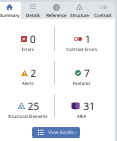 Summary Details Reference Structure Contrast
0 1
Errors Contrast Errors
2 7
Alerts Features
25 31
Structural Elements ARIA
View details ›